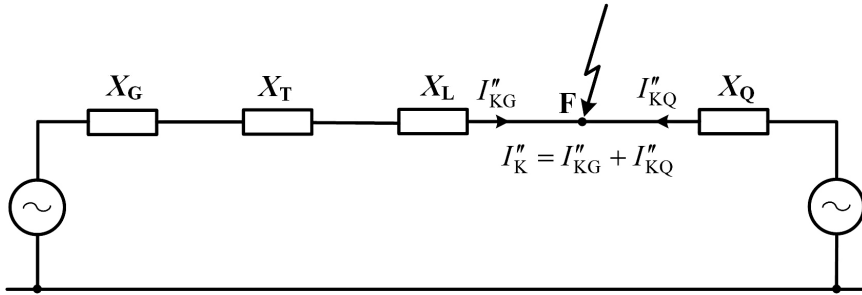 X_G X_T X_L I″_KG F I″_KQ X_Q
I″_K = I″_KG + I″_KQ